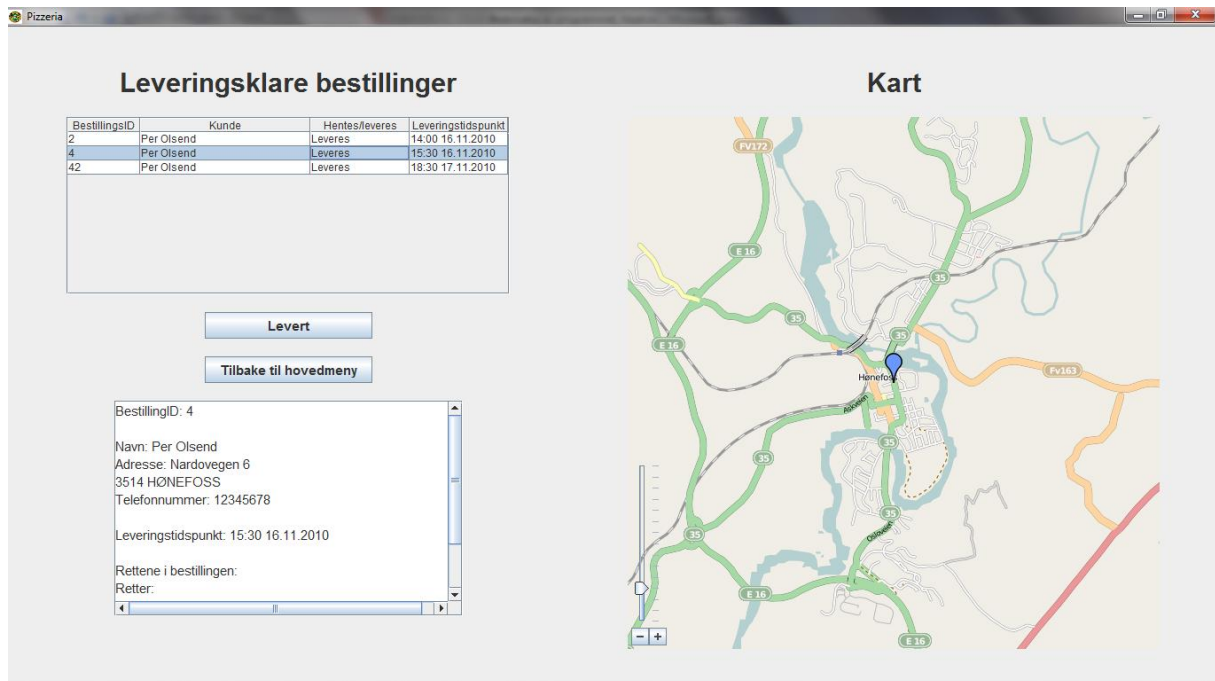 Pizzeria
Leveringsklare bestillinger
BestillingsID Kunde Hentes/leveres Leveringstidspunkt
2 Per Olsend Leveres 14:00 16.11.2010
4 Per Olsend Leveres 15:30 16.11.2010
42 Per Olsend Leveres 18:30 17.11.2010
Levert
Tilbake til hovedmeny
BestillingID: 4
Navn: Per Olsend
Adresse: Nardovegen 6
3514 HØNEFOSS
Telefonnummer: 12345678
Leveringstidspunkt: 15:30 16.11.2010
Rettene i bestillingen:
Retter:
Kart
FV172
E 16
35
35
35
E 16
Hønefoss
Fv163
Askveien
35
35
35
35
Osloveien
E 16
E 16